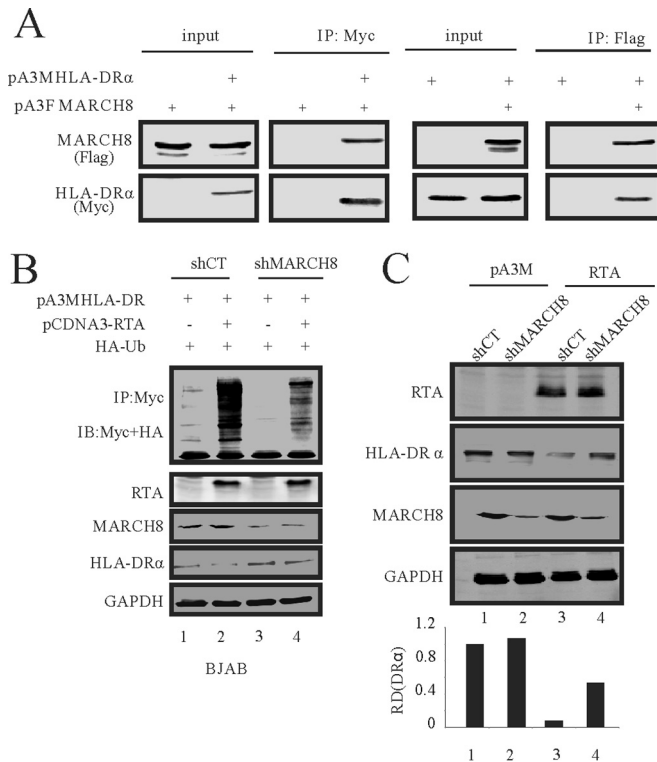 A
input IP: Myc input IP: Flag
pA3MHLA-DRα + + + + + +
pA3F MARCH8 + + + + + +
MARCH8
(Flag)
HLA-DRα
(Myc)
B
shCT shMARCH8
pA3MHLA-DR + + + +
pCDNA3-RTA - + - +
HA-Ub + + + +
IP:Myc
IB:Myc+HA
RTA
MARCH8
HLA-DRα
GAPDH
1 2 3 4
BJAB
C
pA3M RTA
shCT shMARCH8 shCT shMARCH8
RTA
HLA-DR α
MARCH8
GAPDH
1 2 3 4
RD(DRα)
1.2
0.8
0.4
0
1 2 3 4